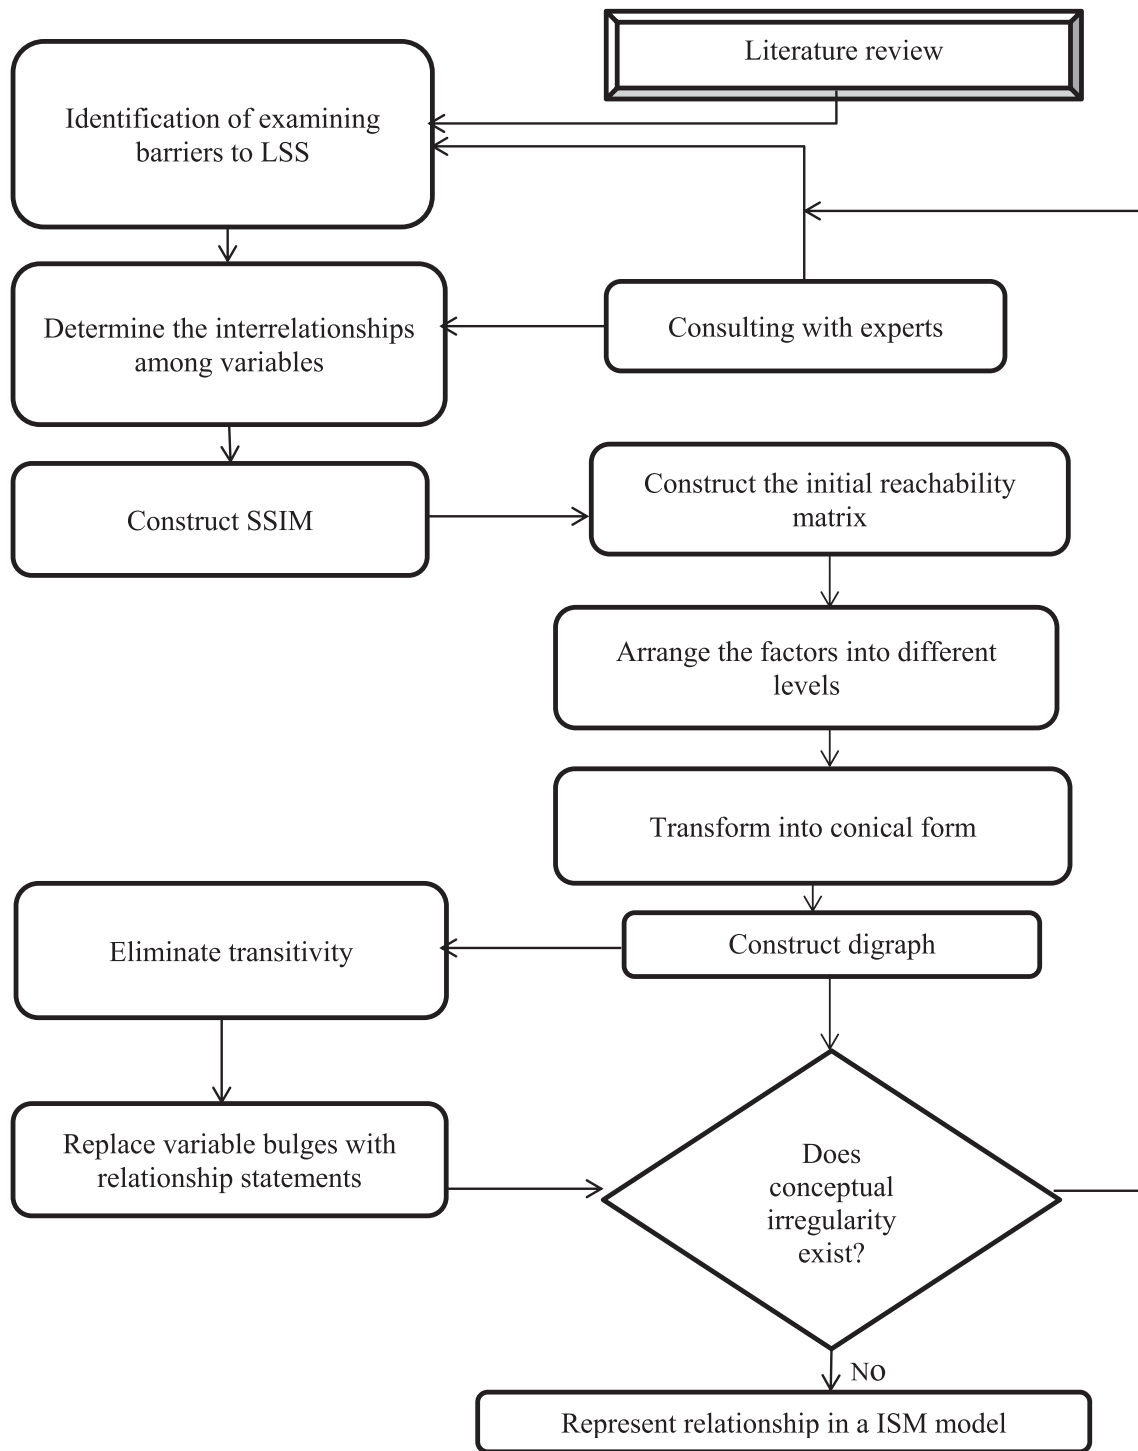 Literature review
Identification of examining
barriers to LSS
Determine the interrelationships
among variables
Consulting with experts
Construct SSIM
Construct the initial reachability
matrix
Arrange the factors into different
levels
Transform into conical form
Eliminate transitivity
Construct digraph
Replace variable bulges with
relationship statements
Does
conceptual
irregularity
exist?
No
Represent relationship in a ISM model